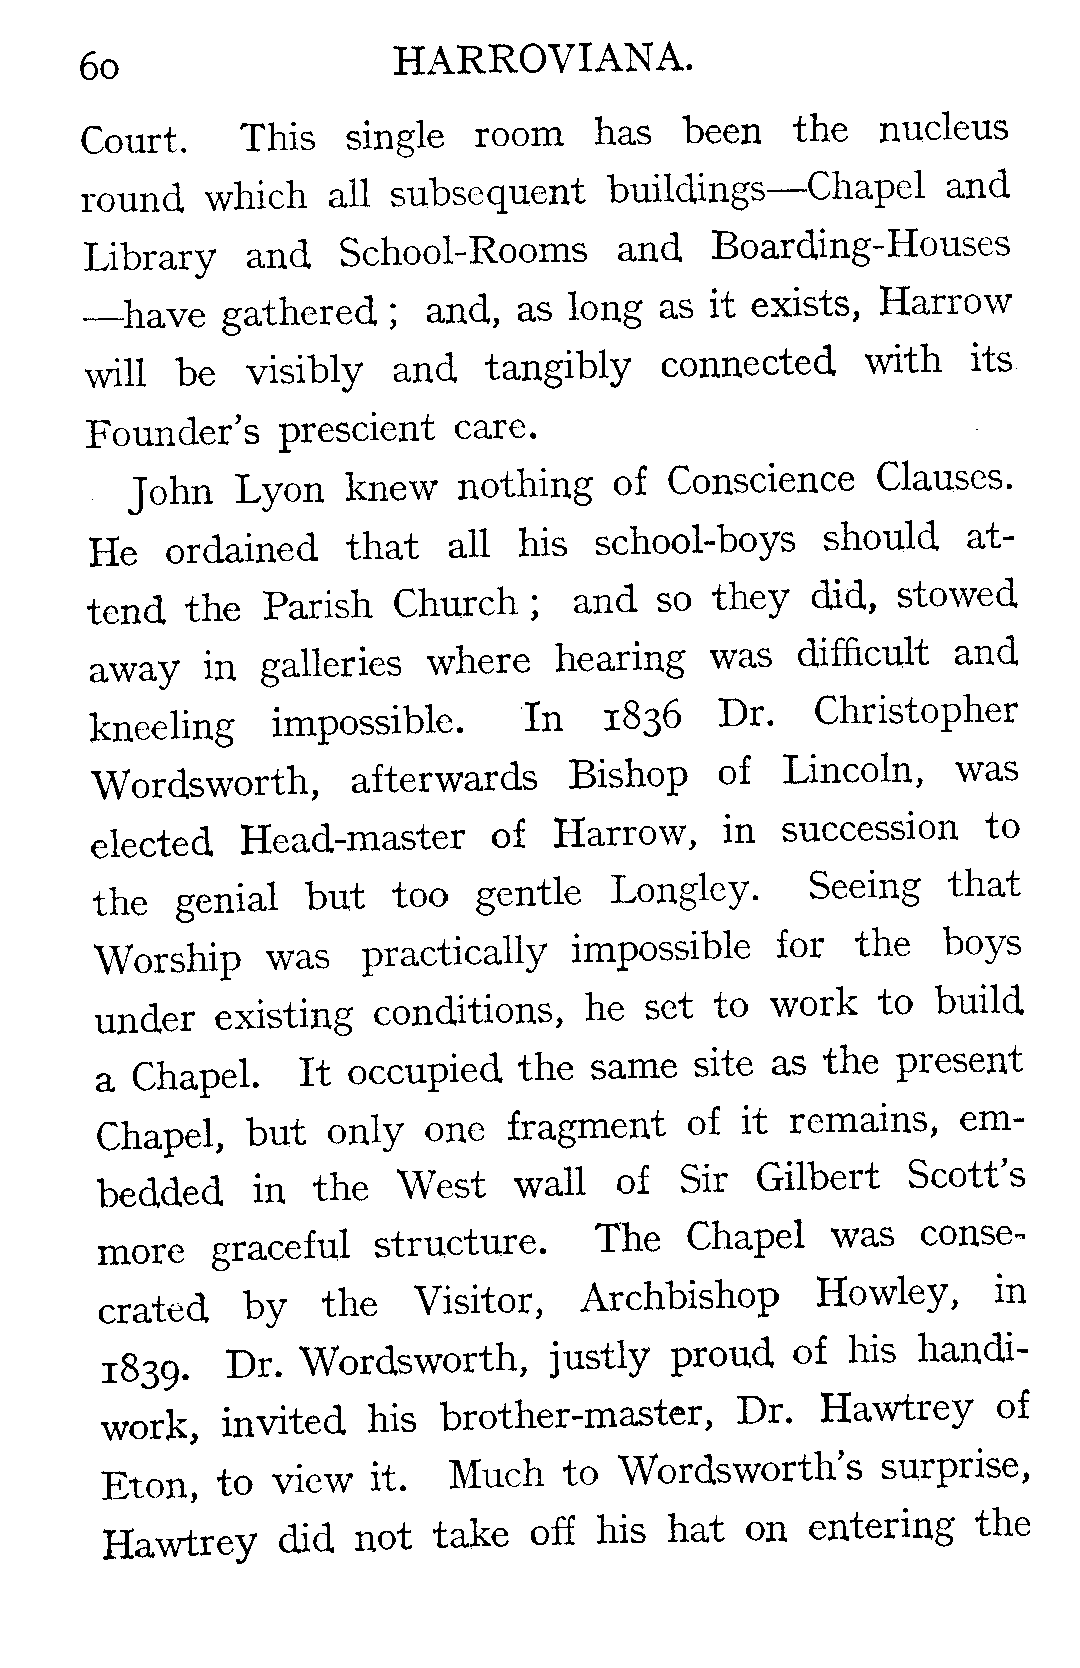 60 HARROVIANA.
Court. This single room has been the nucleus
round which all subsequent buildings—Chapel and
Library and School-Rooms and Boarding-Houses
—have gathered ; and, as long as it exists, Harrow
will be visibly and tangibly connected with its
Founder's prescient care.
John Lyon knew nothing of Conscience Clauses.
He ordained that all his school-boys should at-
tend the Parish Church ; and so they did, stowed
away in galleries where hearing was difficult and
kneeling impossible. In 1836 Dr. Christopher
Wordsworth, afterwards Bishop of Lincoln, was
elected Head-master of Harrow, in succession to
the genial but too gentle Longley. Seeing that
Worship was practically impossible for the boys
under existing conditions, he set to work to build
a Chapel. It occupied the same site as the present
Chapel, but only one fragment of it remains, em-
bedded in the West wall of Sir Gilbert Scott's
more graceful structure. The Chapel was conse-
crated by the Visitor, Archbishop Howley, in
1839. Dr. Wordsworth, justly proud of his handi-
work, invited his brother-master, Dr. Hawtrey of
Eton, to view it. Much to Wordsworth's surprise,
Hawtrey did not take off his hat on entering the